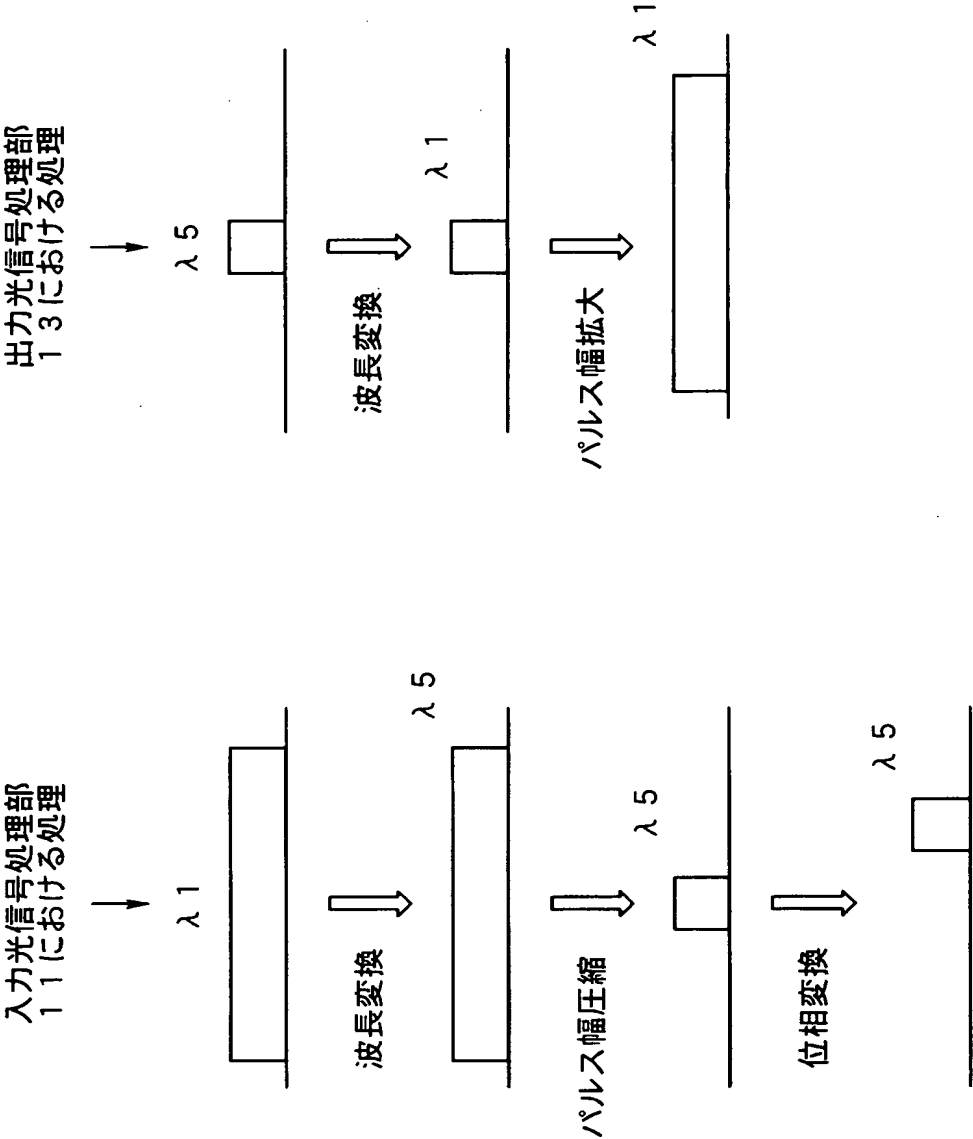 入力光信号処理部
11における処理
λ1
波長変換
λ5
パルス幅圧縮
λ5
位相変換
λ5
出力光信号処理部
13における処理
λ5
波長変換
λ1
パルス幅拡大
λ1